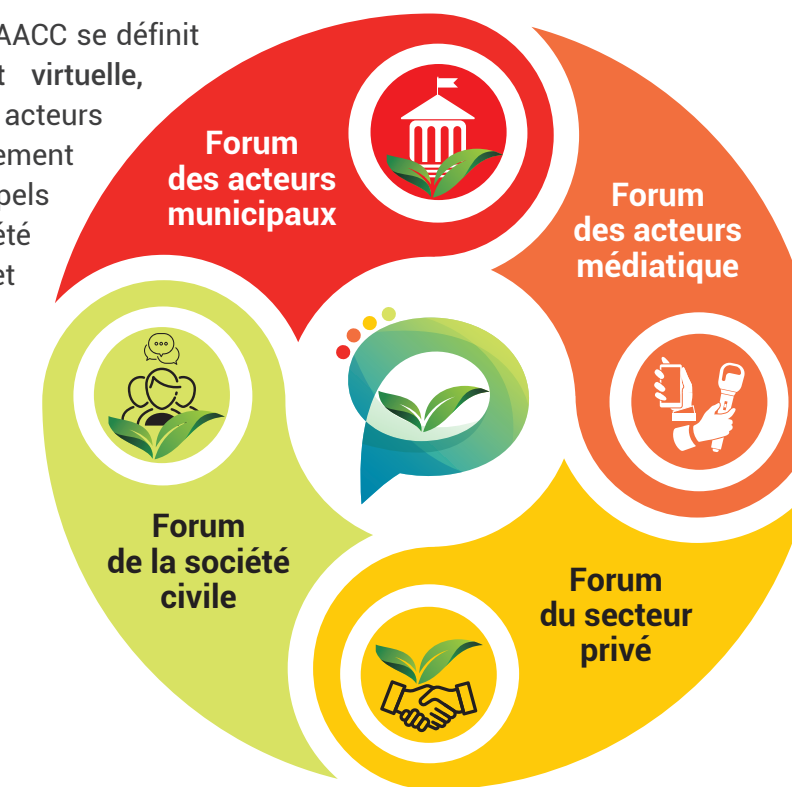 AACC se définit
t virtuelle,
acteurs
ement
pels
été
et
Forum
des acteurs
municipaux
Forum
des acteurs
médiatique
Forum
de la société
civile
Forum
du secteur
privé